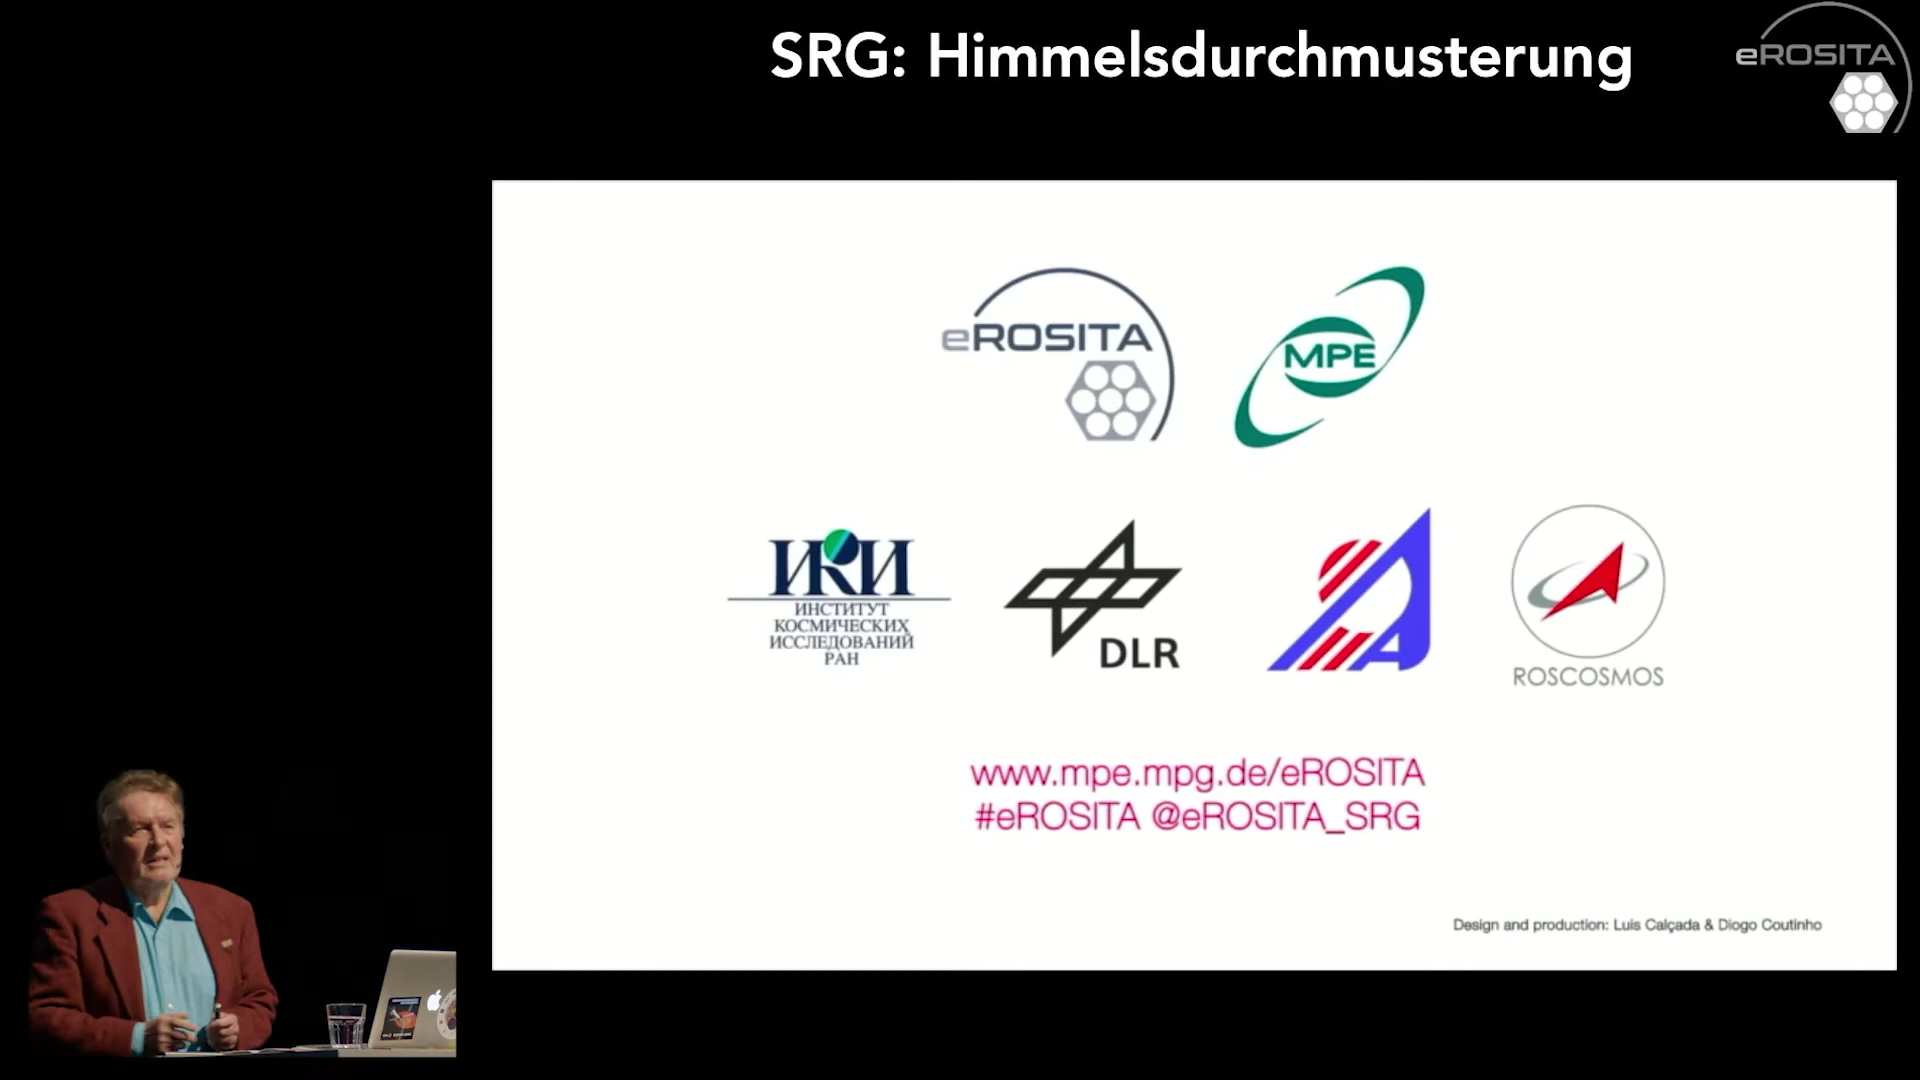 SRG: Himmelsdurchmusterung
eROSITA
eROSITA
MPE
ИКИ
ИНСТИТУТ
КОСМИЧЕСКИХ
ИССЛЕДОВАНИЙ
РАН
DLR
ROSCOSMOS
www.mpe.mpg.de/eROSITA
#eROSITA @eROSITA_SRG
Design and production: Luis Calçada & Diogo Coutinho